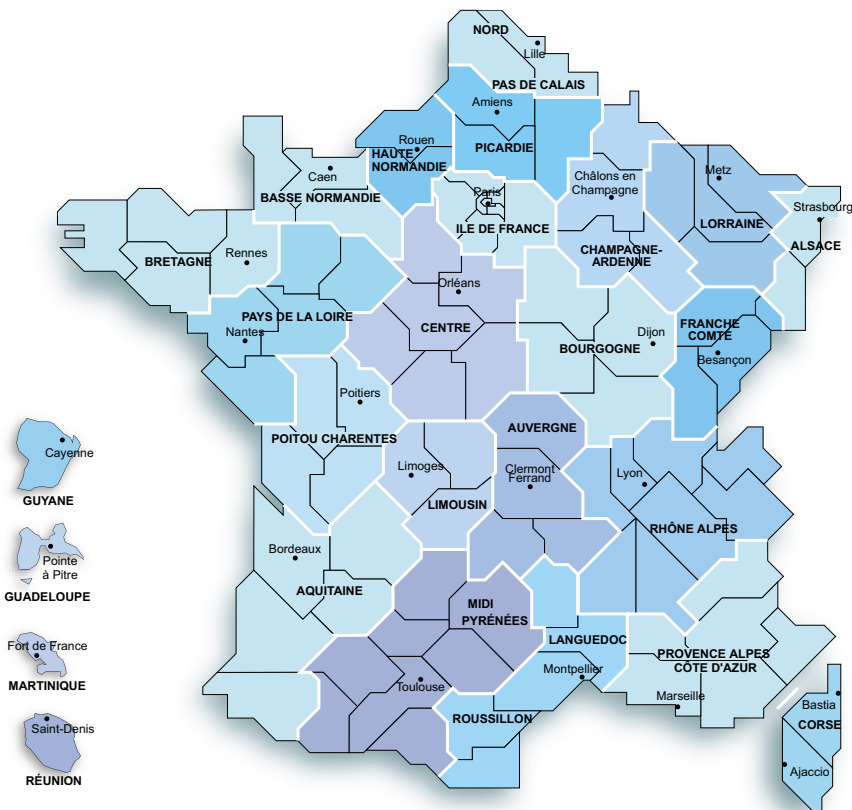 NORD
Lille
PAS DE CALAIS
Amiens
Rouen
HAUTE
NORMANDIE
PICARDIE
Caen
BASSE NORMANDIE
Paris
ILE DE FRANCE
Châlons en
Champagne
CHAMPAGNE-
ARDENNE
Metz
LORRAINE
Strasbourg
ALSACE
Rennes
BRETAGNE
Orléans
CENTRE
PAYS DE LA LOIRE
Nantes
Dijon
BOURGOGNE
FRANCHE
COMTÉ
Besançon
Poitiers
POITOU CHARENTES
AUVERGNE
Clermont
Ferrand
Limoges
LIMOUSIN
Lyon
RHÔNE ALPES
Cayenne
GUYANE
Pointe
à Pitre
GUADELOUPE
Fort de France
MARTINIQUE
Saint-Denis
RÉUNION
Bordeaux
AQUITAINE
MIDI
PYRÉNÉES
Toulouse
LANGUEDOC
Montpellier
ROUSSILLON
PROVENCE ALPES
CÔTE D'AZUR
Marseille
Bastia
CORSE
Ajaccio